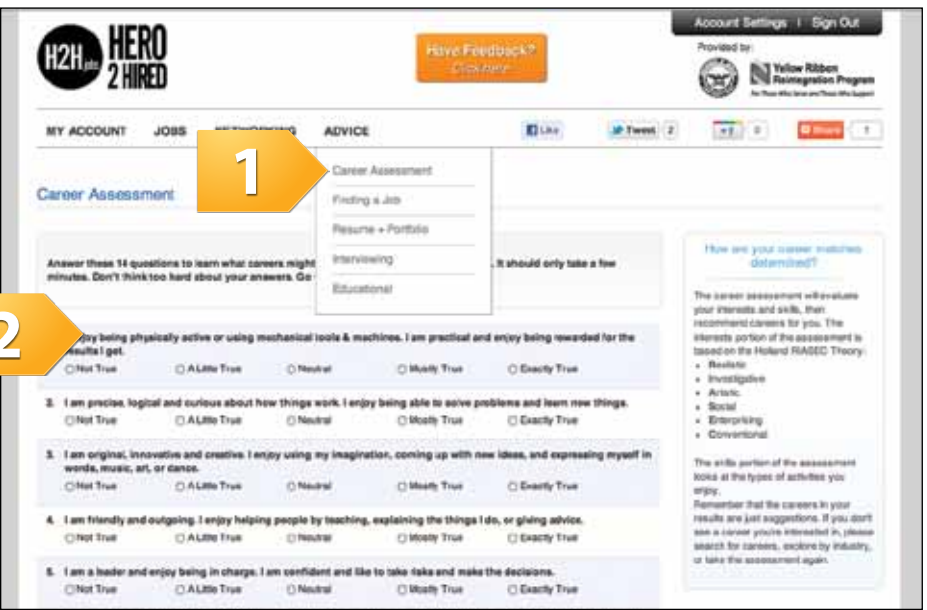 Account Settings | Sign Out
H2H.jobs HERO 2 HIRED
Have Feedback?
Click here
Provided by:
Yellow Ribbon
Reintegration Program
For Those Who Serve and Those Who Support
MY ACCOUNT JOBS ADVICE Like Tweet 2 +1 0 Share 1
1
Career Assessment
Finding a Job
Resume + Portfolio
Interviewing
Educational
Career Assessment
Answer these 14 questions to learn what careers might . It should only take a few
minutes. Don't think too hard about your answers. Go
2
enjoy being physically active or using mechanical tools & machines. I am practical and enjoy being rewarded for the
results I get.
Not True A Little True Neutral Mostly True Exactly True
2. I am precise, logical and curious about how things work. I enjoy being able to solve problems and learn new things.
Not True A Little True Neutral Mostly True Exactly True
3. I am original, innovative and creative. I enjoy using my imagination, coming up with new ideas, and expressing myself in
words, music, art, or dance.
Not True A Little True Neutral Mostly True Exactly True
4. I am friendly and outgoing. I enjoy helping people by teaching, explaining the things I do, or giving advice.
Not True A Little True Neutral Mostly True Exactly True
5. I am a leader and enjoy being in charge. I am confident and like to take risks and make the decisions.
Not True A Little True Neutral Mostly True Exactly True
How are your career matches
determined?
The career assessment will evaluate
your interests and skills, then
recommend careers for you. The
interests portion of the assessment is
based on the Holland RIASEC Theory:
• Realistic
• Investigative
• Artistic
• Social
• Enterprising
• Conventional
The skills portion of the assessment
looks at the types of activities you
enjoy.
Remember that the careers in your
results are just suggestions. If you don't
see a career you're interested in, please
search for careers, explore by industry,
or take the assessment again.